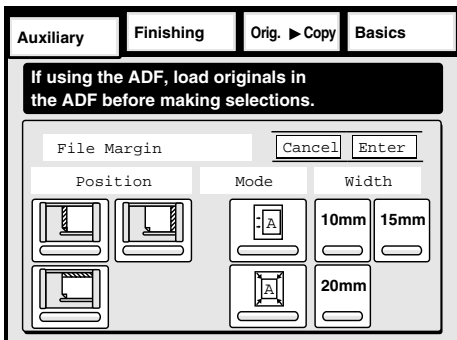 Auxiliary Finishing Orig. ▶ Copy Basics
If using the ADF, load originals in
the ADF before making selections.
File Margin Cancel Enter
Position Mode Width
A 10mm 15mm
A 20mm